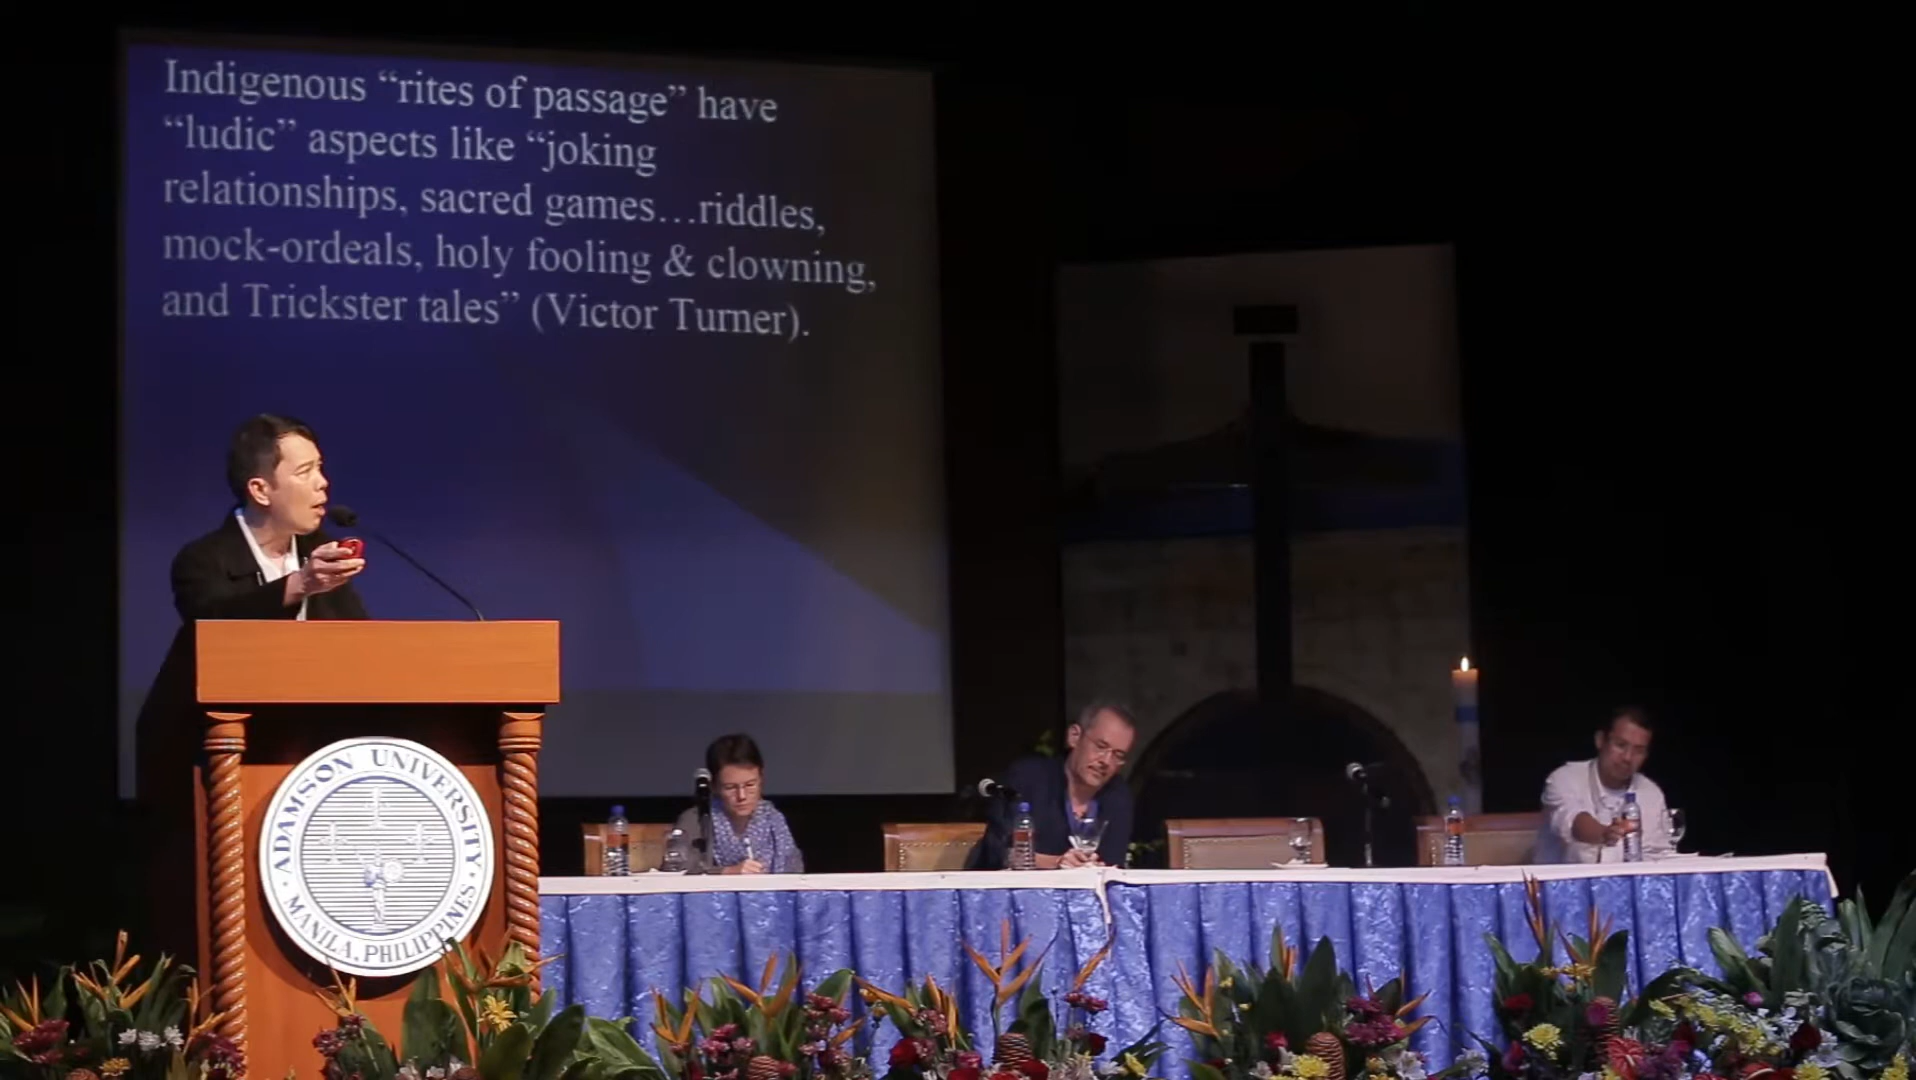 Indigenous “rites of passage” have
“ludic” aspects like “joking
relationships, sacred games…riddles,
mock-ordeals, holy fooling & clowning,
and Trickster tales” (Victor Turner).
ADAMSON UNIVERSITY
MANILA, PHILIPPINES